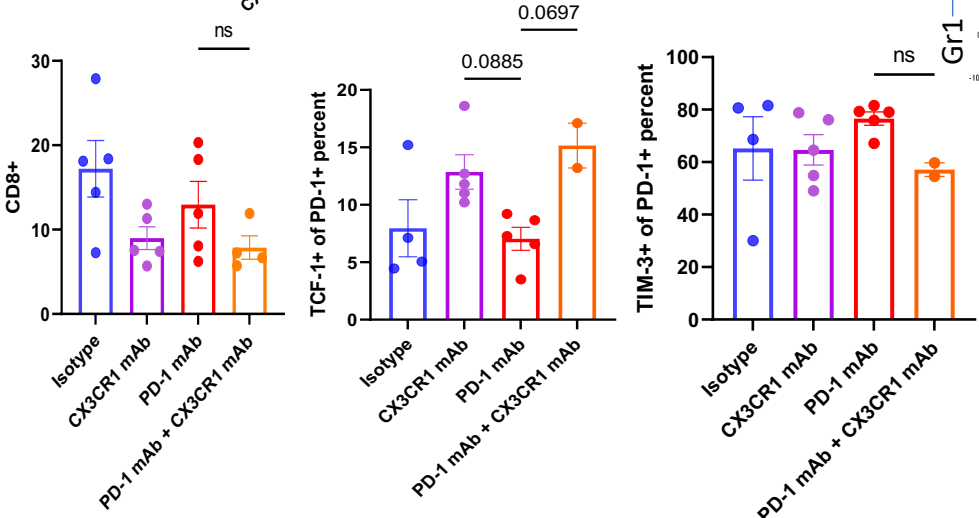 ns
CD8+
30
20
10
0
Isotype
CX3CR1 mAb
PD-1 mAb
PD-1 mAb + CX3CR1 mAb
0.0697
0.0885
TCF-1+ of PD-1+ percent
20
15
10
5
0
Isotype
CX3CR1 mAb
PD-1 mAb
PD-1 mAb + CX3CR1 mAb
ns
TIM-3+ of PD-1+ percent
100
80
60
40
20
0
Isotype
CX3CR1 mAb
PD-1 mAb
PD-1 mAb + CX3CR1 mAb
Gr1
-10